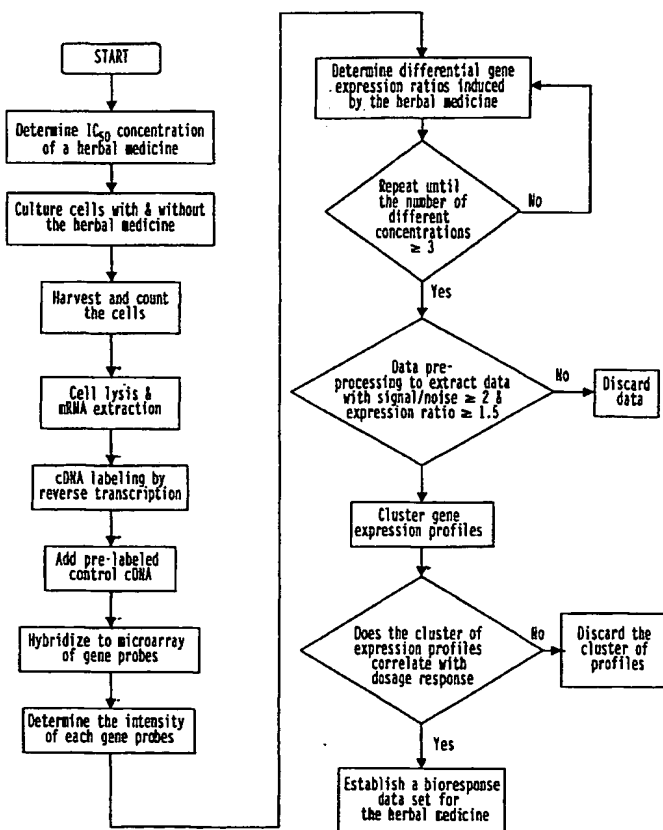 START
Determine IC50 concentration
of a herbal medicine
Culture cells with & without
the herbal medicine
Harvest and count
the cells
Cell lysis &
mRNA extraction
cDNA labeling by
reverse transcription
Add pre-labeled
control cDNA
Hybridize to microarray
of gene probes
Determine the intensity
of each gene probes
Determine differential gene
expression ratios induced
by the herbal medicine
Repeat until
the number of
different
concentrations
≥ 3
No
Yes
Data pre-
processing to extract data
with signal/noise ≥ 2 &
expression ratio ≥ 1.5
No
Discard
data
Cluster gene
expression profiles
Does the cluster of
expression profiles
correlate with
dosage response
No
Discard the
cluster of
profiles
Yes
Establish a bioresponse
data set for
the herbal medicine